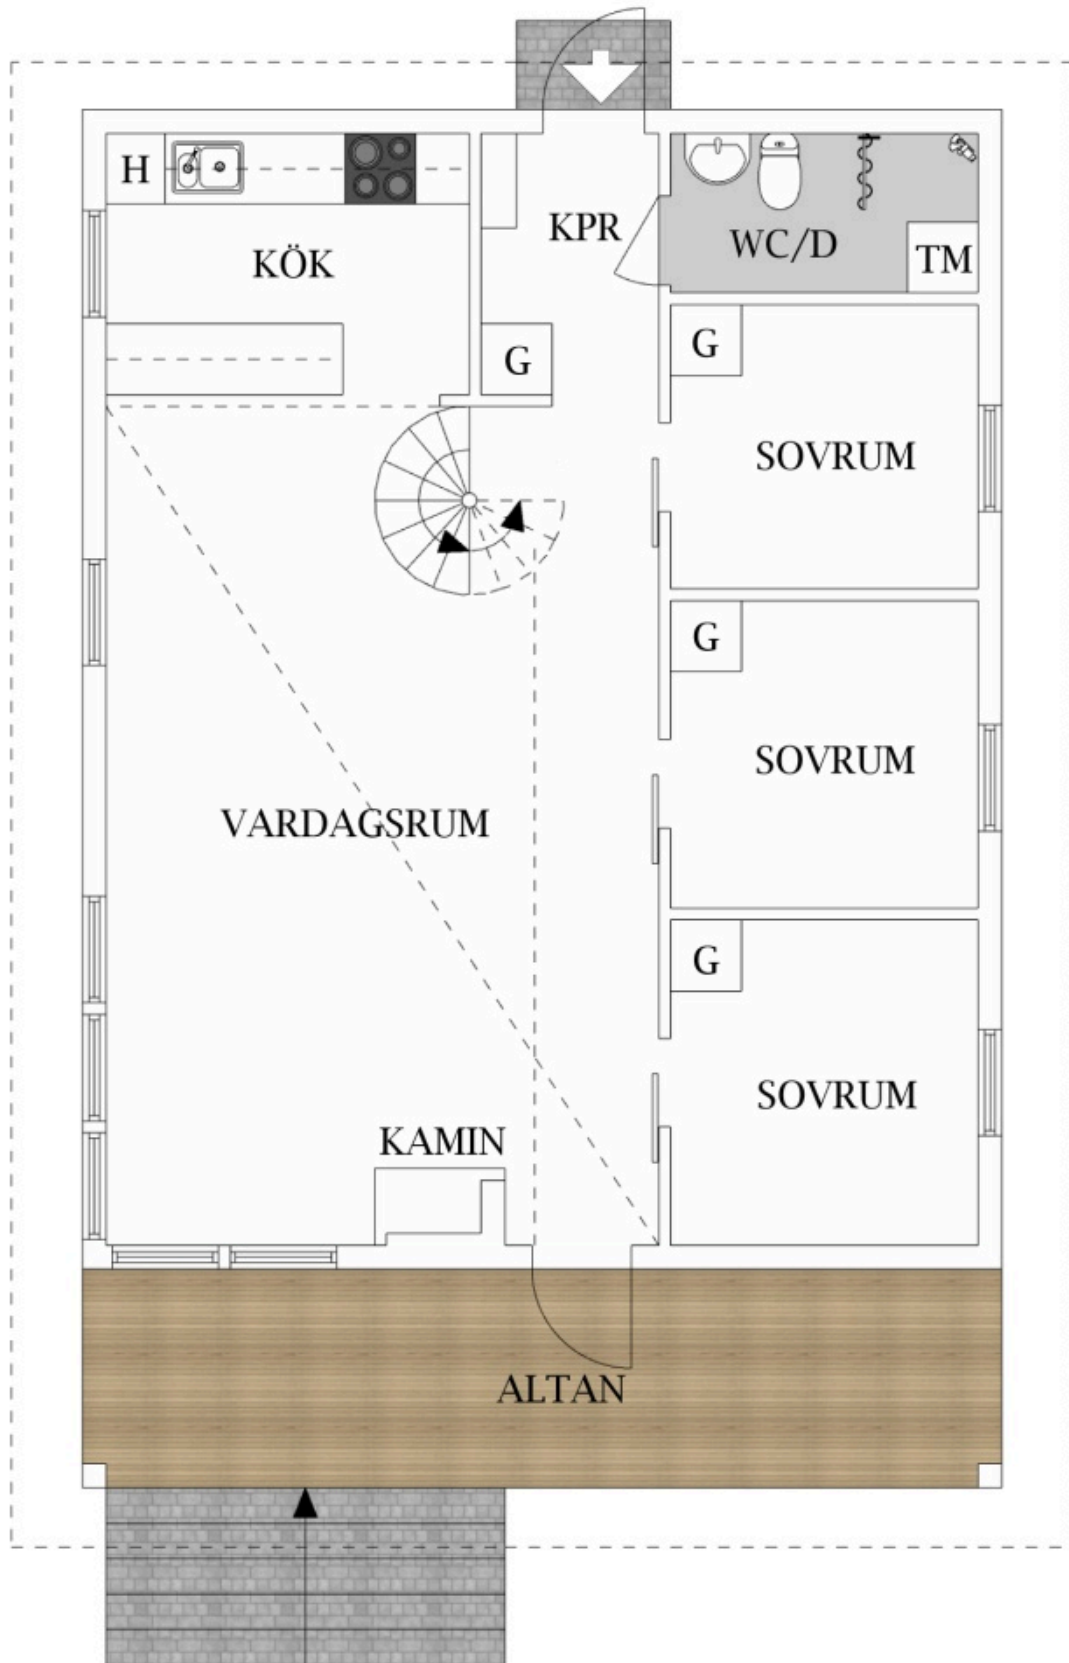 H
KÖK
KPR
WC/D
TM
G
G
SOVRUM
G
SOVRUM
VARDAGSRUM
G
SOVRUM
KAMIN
ALTAN